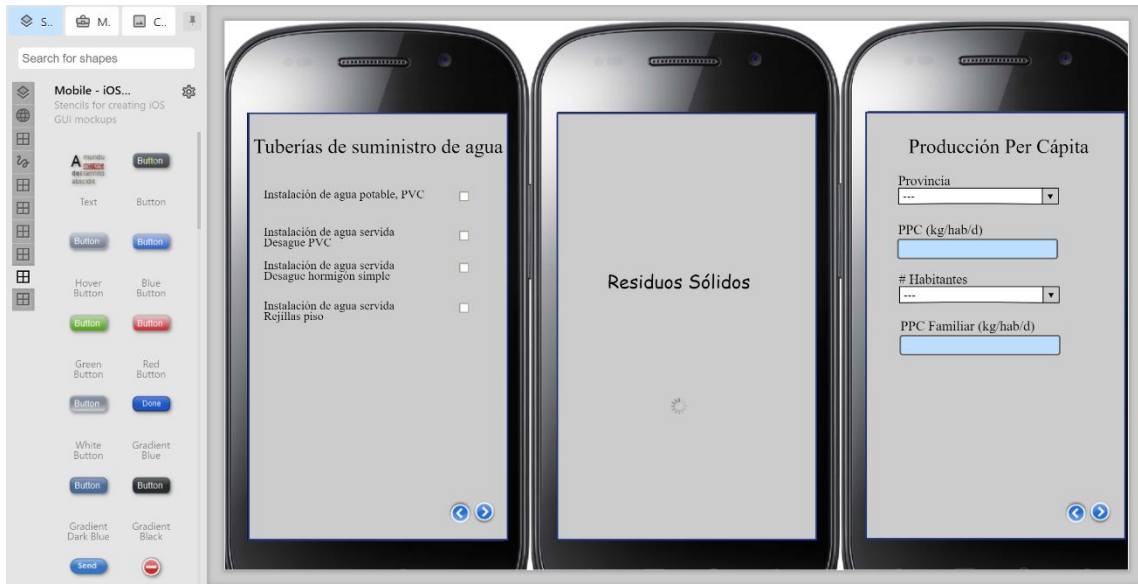 S..
M.
C..
Search for shapes
Mobile - iOS...
Stencils for creating iOS
GUI mockups
A mundu
Button
Text
Button
Button
Button
Hover
Button
Blue
Button
Button
Button
Green
Button
Red
Button
Button
Done
White
Button
Gradient
Blue
Button
Button
Gradient
Dark Blue
Gradient
Black
Send
Tuberías de suministro de agua
Instalación de agua potable, PVC
Instalación de agua servida
Desague PVC
Instalación de agua servida
Desague hormigón simple
Instalación de agua servida
Rejillas piso
Residuos Sólidos
Producción Per Cápita
Provincia
---
PPC (kg/hab/d)
# Habitantes
---
PPC Familiar (kg/hab/d)